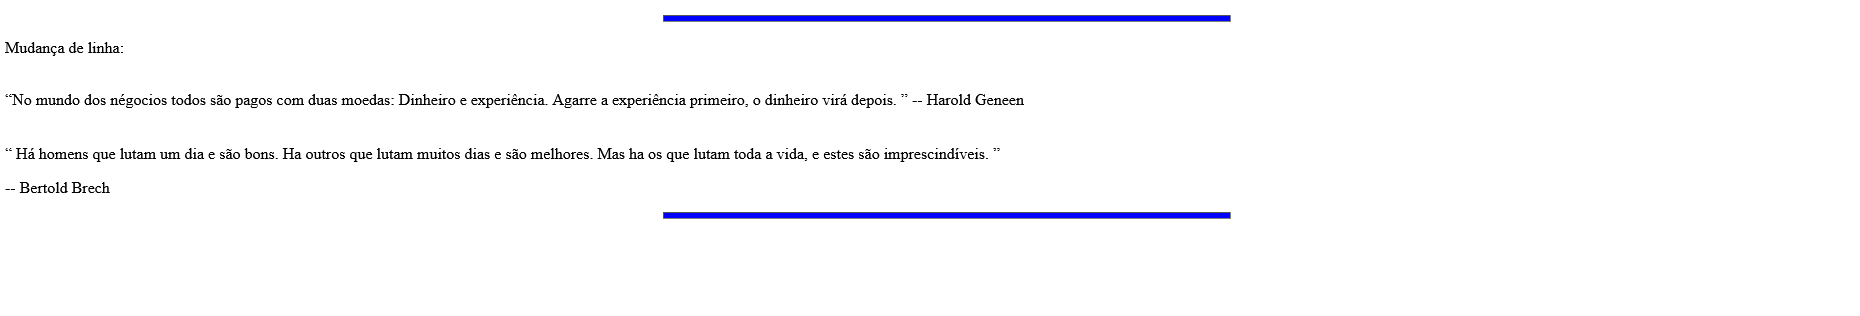 Mudança de linha:
“No mundo dos négocios todos são pagos com duas moedas: Dinheiro e experiência. Agarre a experiência primeiro, o dinheiro virá depois. ” -- Harold Geneen
“ Há homens que lutam um dia e são bons. Ha outros que lutam muitos dias e são melhores. Mas ha os que lutam toda a vida, e estes são imprescindíveis. ”
-- Bertold Brech